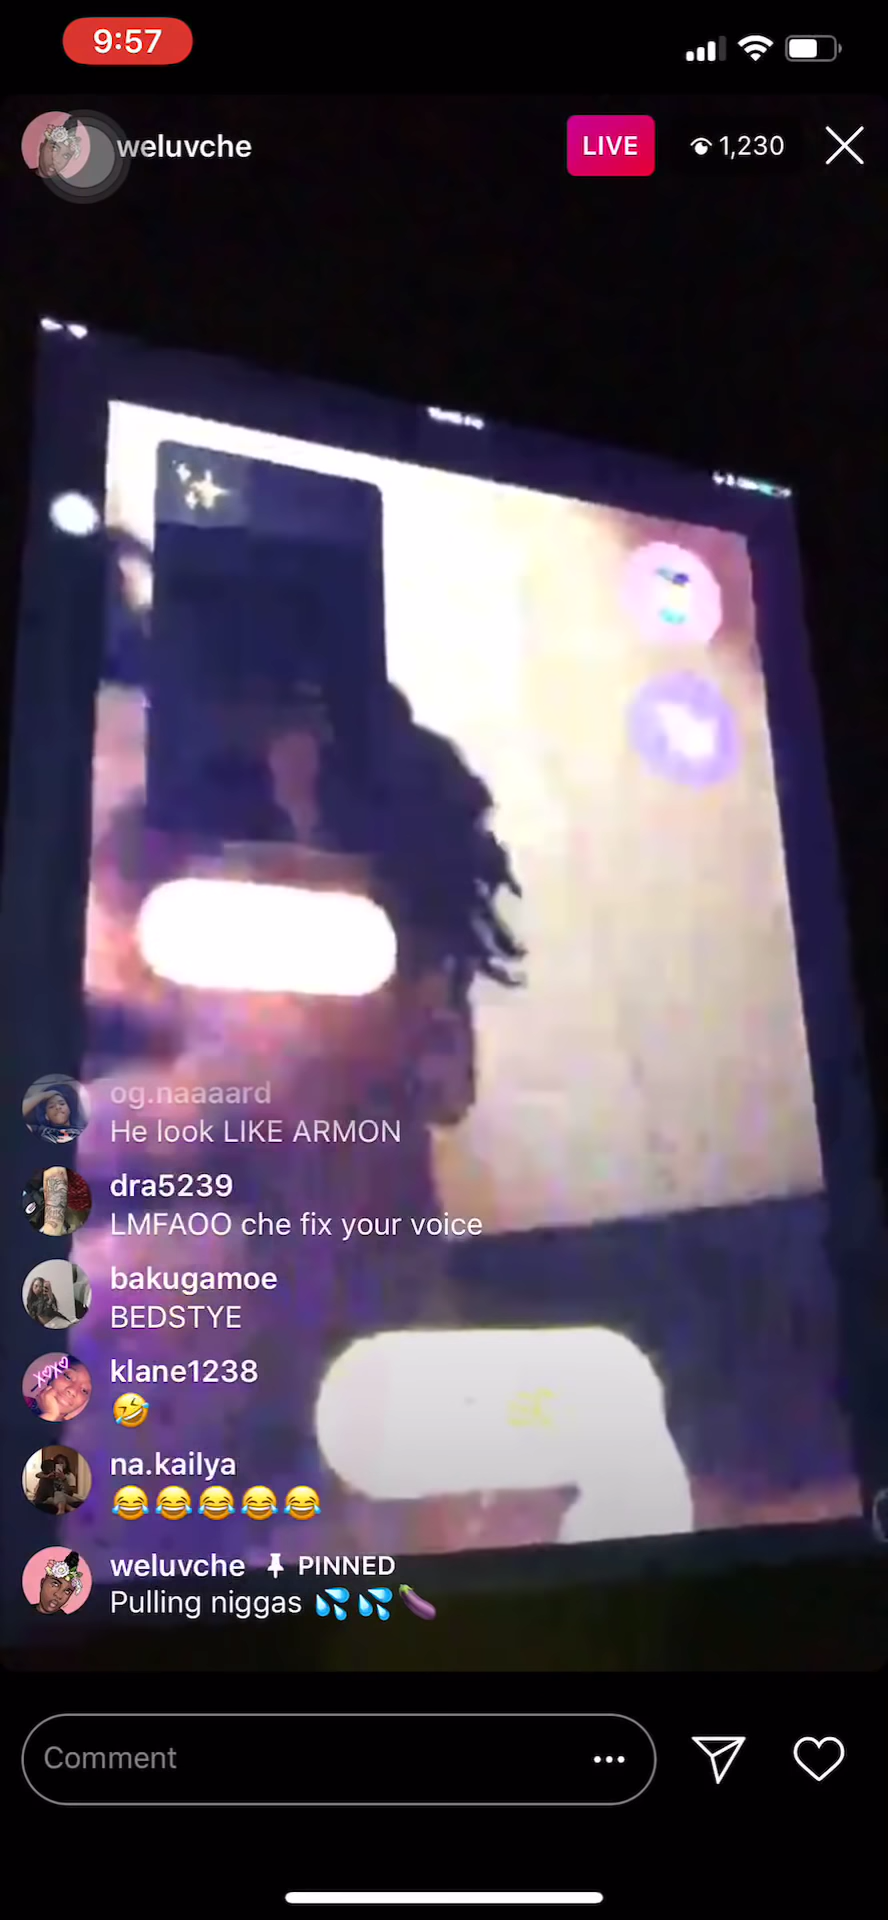 9:57
weluvche
LIVE
1,230
og.naaaard
He look LIKE ARMON
dra5239
LMFAOO che fix your voice
bakugamoe
BEDSTYE
klane1238
🤣
na.kailya
😂😂😂😂😂
weluvche PINNED
Pulling niggas 💦💦🍆
Comment